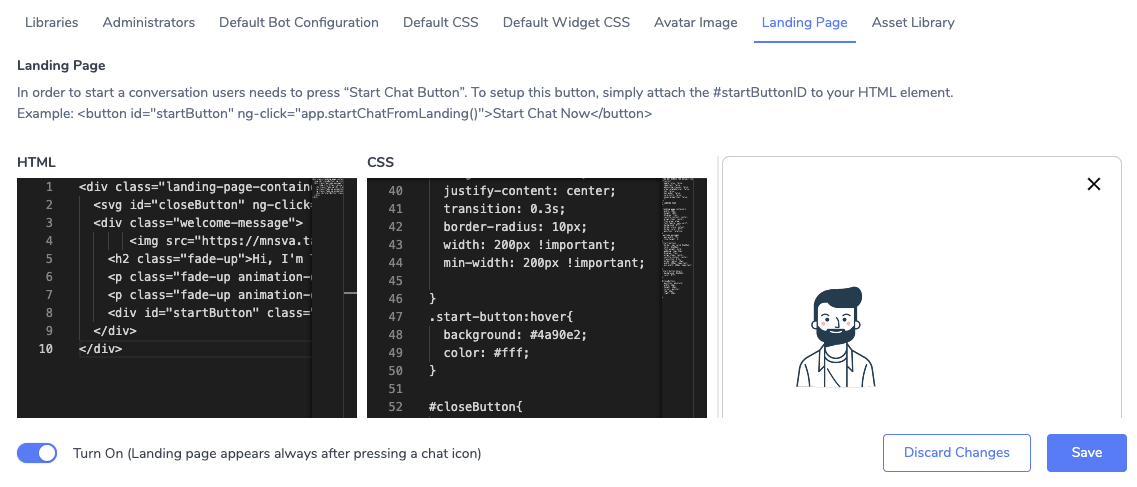 Libraries Administrators Default Bot Configuration Default CSS Default Widget CSS Avatar Image Landing Page Asset Library
Landing Page
In order to start a conversation users needs to press “Start Chat Button”. To setup this button, simply attach the #startButtonID to your HTML element.
Example: <button id="startButton" ng-click="app.startChatFromLanding()">Start Chat Now</button>
HTML
1 <div class="landing-page-contain
2 <svg id="closeButton" ng-click
3 <div class="welcome-message">
4 <img src="https://mnsva.ta
5 <h2 class="fade-up">Hi, I'm
6 <p class="fade-up animation-
7 <p class="fade-up animation-
8 <div id="startButton" class=
9 </div>
10 </div>
CSS
40 justify-content: center;
41 transition: 0.3s;
42 border-radius: 10px;
43 width: 200px !important;
44 min-width: 200px !important;
45
46 }
47 .start-button:hover{
48 background: #4a90e2;
49 color: #fff;
50 }
51
52 #closeButton{
Turn On (Landing page appears always after pressing a chat icon)
Discard Changes
Save